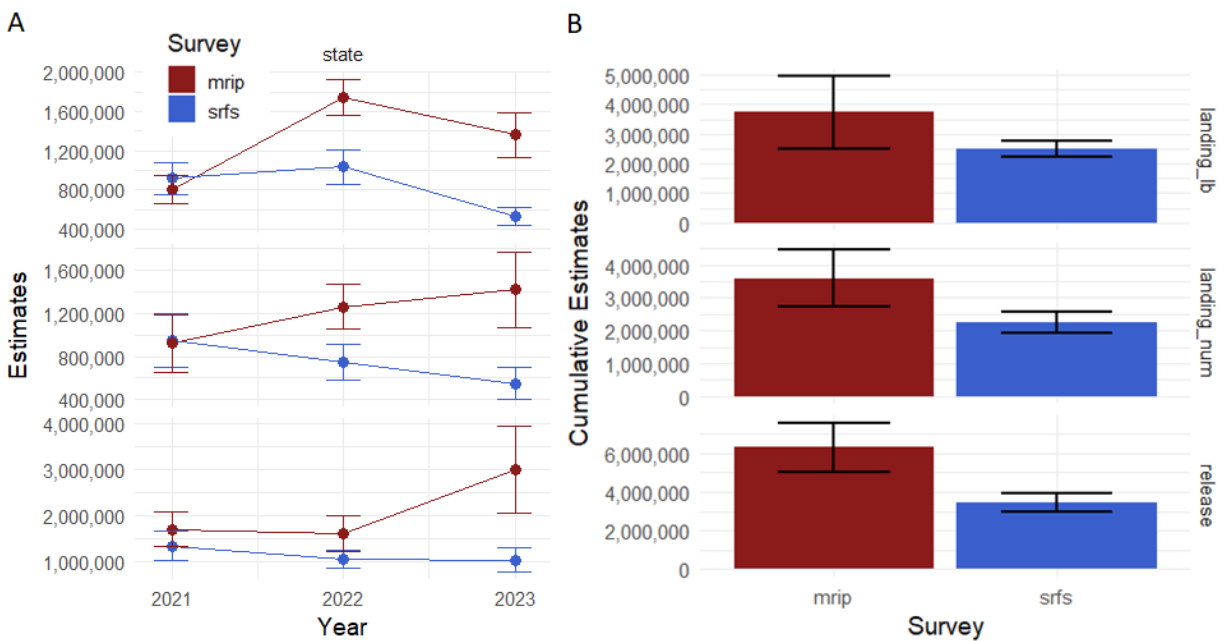 A
Survey
mrip
srfs
state
Estimates
2,000,000
1,600,000
1,200,000
800,000
400,000
1,600,000
1,200,000
800,000
400,000
4,000,000
3,000,000
2,000,000
1,000,000
2021
2022
2023
Year
B
Cumulative Estimates
5,000,000
4,000,000
3,000,000
2,000,000
1,000,000
0
landing_lb
4,000,000
3,000,000
2,000,000
1,000,000
0
landing_num
6,000,000
4,000,000
2,000,000
0
release
mrip
srfs
Survey